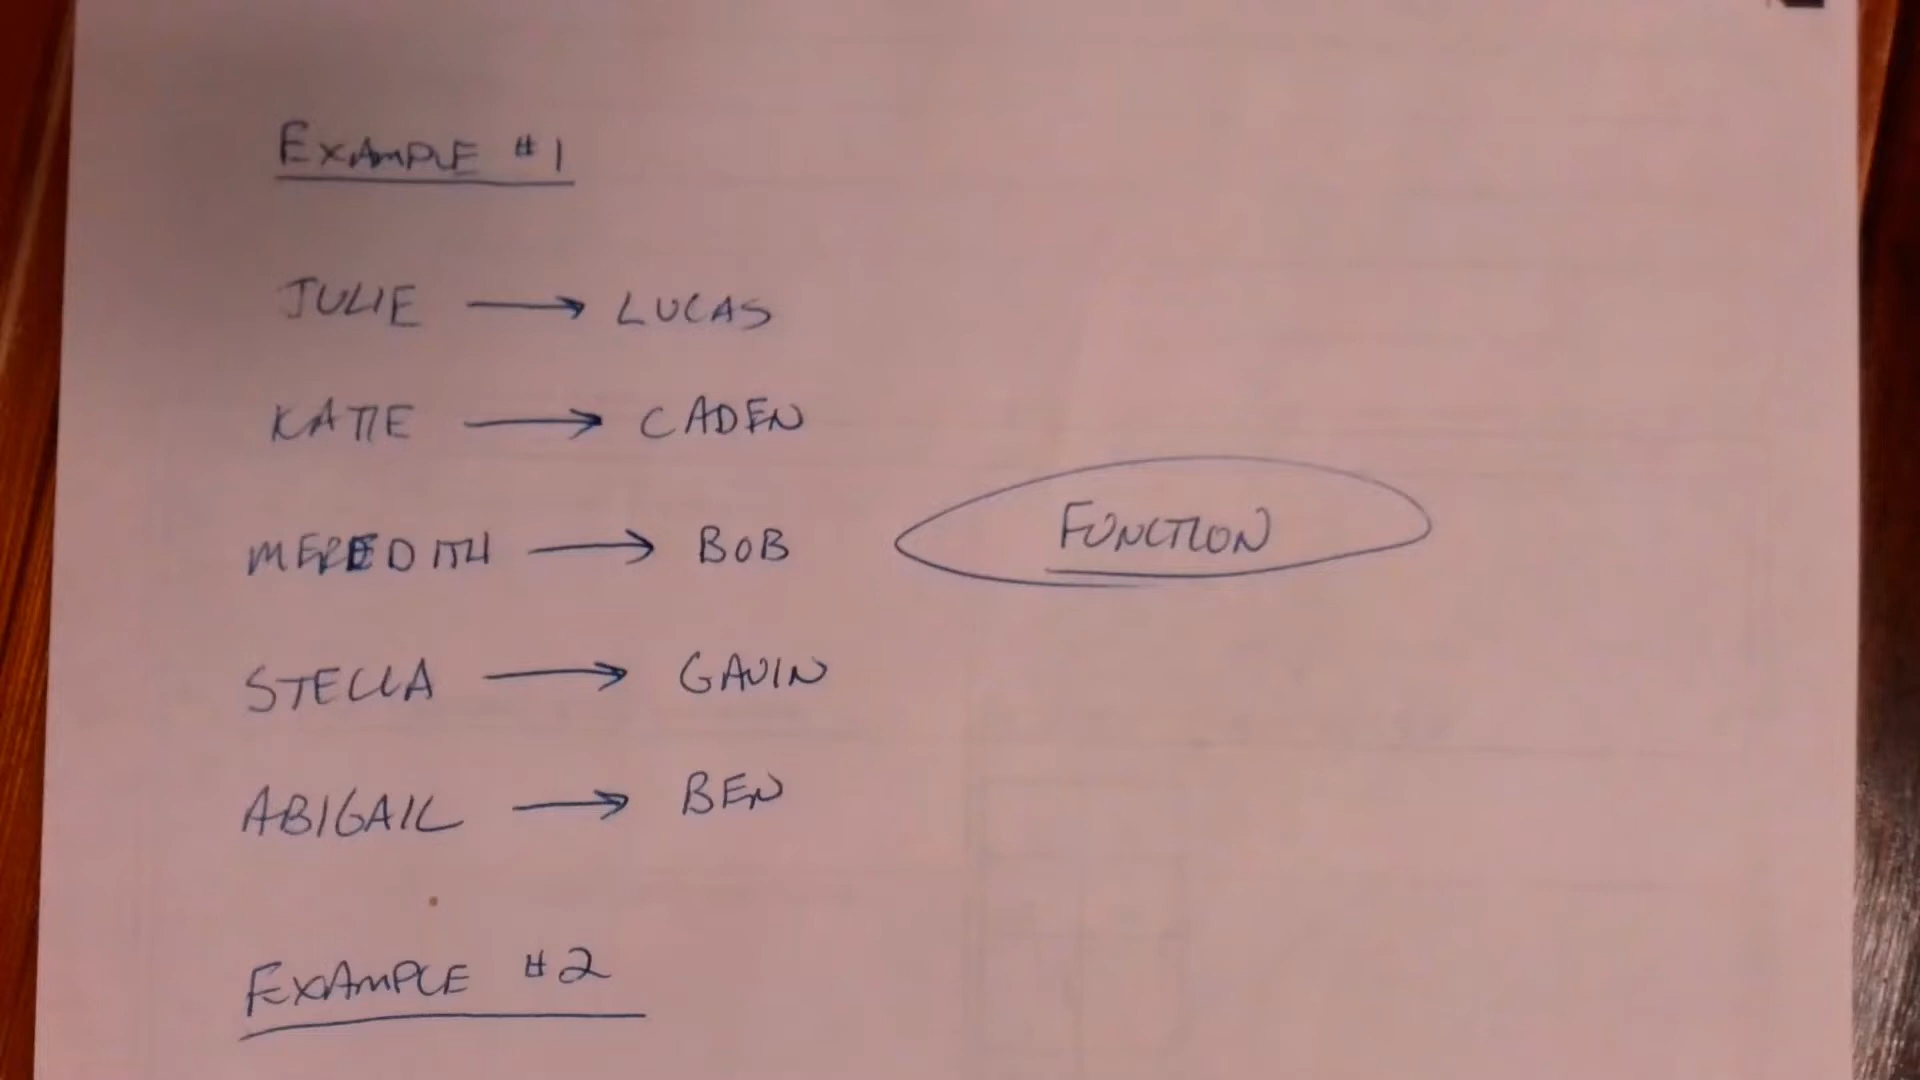 EXAMPLE #1
JULIE → LUCAS
KATIE → CADEN
MEREDITH → BOB
FUNCTION
STELLA → GAVIN
ABIGAIL → BEN
EXAMPLE #2